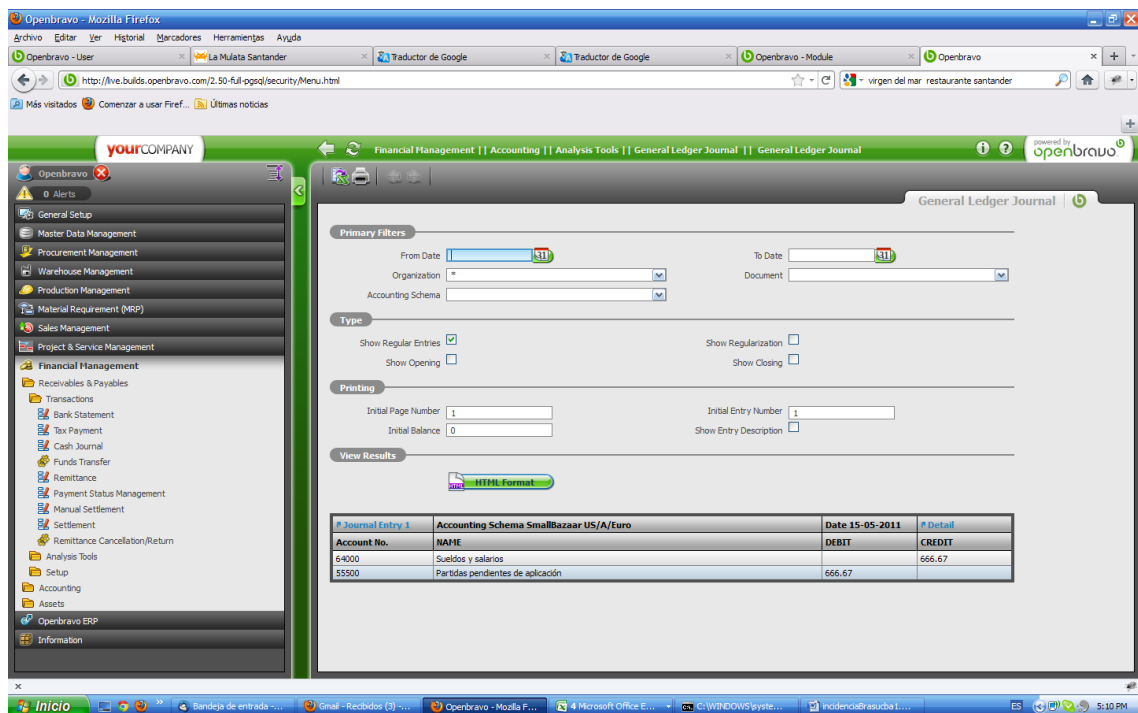 Openbravo - Mozilla Firefox
Archivo Editar Ver Historial Marcadores Herramientas Ayuda
Openbravo - User
La Mulata Santander
Traductor de Google
Traductor de Google
Openbravo - Module
Openbravo
http://live.builds.openbravo.com/2.50-full-pgsql/security/Menu.html
virgen del mar restaurante santander
Más visitados Comenzar a usar Firef... Últimas noticias
yourCOMPANY
Financial Management || Accounting || Analysis Tools || General Ledger Journal || General Ledger Journal
powered by
openbravo
Openbravo
0 Alerts
General Setup
Master Data Management
Procurement Management
Warehouse Management
Production Management
Material Requirement (MRP)
Sales Management
Project & Service Management
Financial Management
Receivables & Payables
Transactions
Bank Statement
Tax Payment
Cash Journal
Funds Transfer
Remittance
Payment Status Management
Manual Settlement
Settlement
Remittance Cancellation/Return
Analysis Tools
Setup
Accounting
Assets
Openbravo ERP
Information
General Ledger Journal
Primary Filters
From Date 31 To Date 31
Organization * Document
Accounting Schema
Type
Show Regular Entries Show Regularization
Show Opening Show Closing
Printing
Initial Page Number 1 Initial Entry Number 1
Initial Balance 0 Show Entry Description
View Results
HTML Format
Journal Entry 1 Accounting Schema SmallBazaar US/A/Euro Date 15-05-2011 Detail
Account No. NAME DEBIT CREDIT
64000 Sueldos y salarios 666.67
55500 Partidas pendientes de aplicación 666.67
Inicio Bandeja de entrada -... Gmail - Recibidos (3) -... Openbravo - Mozilla F... 4 Microsoft Office E... C:\WINDOWS\syste... incidenciaBrasucba1.... ES 5:10 PM